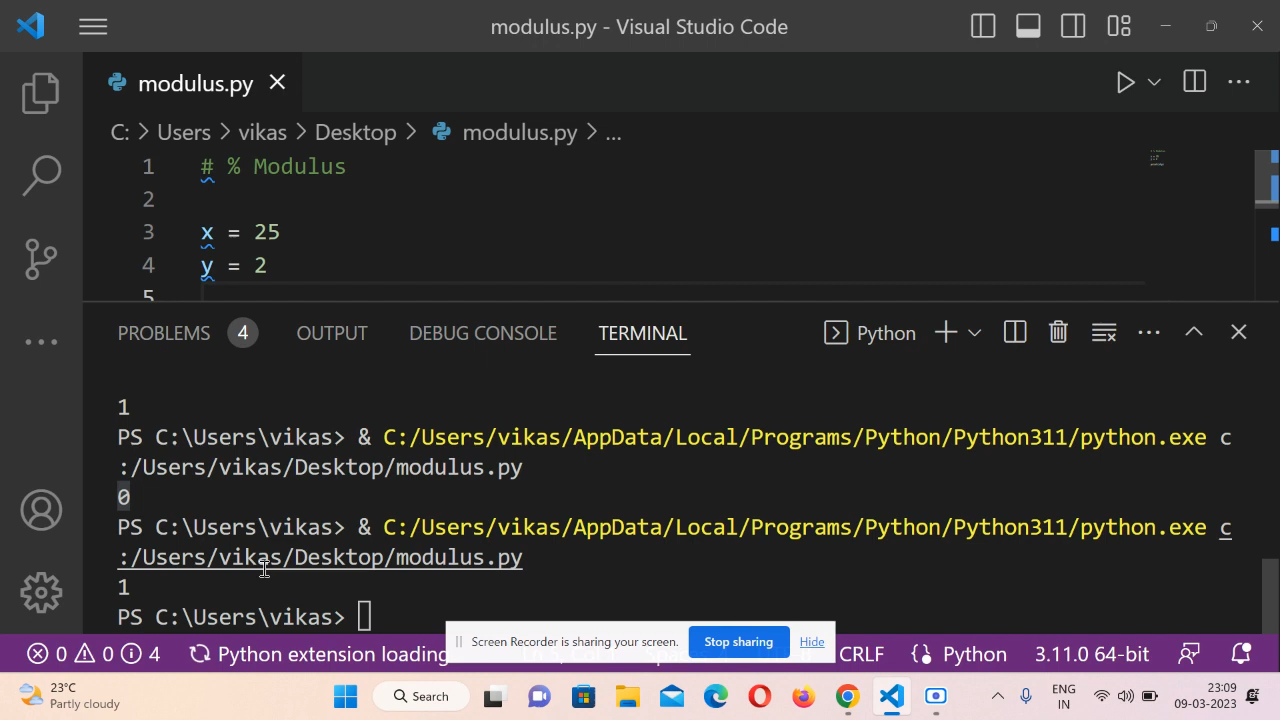 modulus.py - Visual Studio Code
modulus.py
C: > Users > vikas > Desktop > modulus.py > ...
1 # % Modulus
2
3 x = 25
4 y = 2
5
PROBLEMS 4 OUTPUT DEBUG CONSOLE TERMINAL Python
1
PS C:\Users\vikas> & C:/Users/vikas/AppData/Local/Programs/Python/Python311/python.exe c
:/Users/vikas/Desktop/modulus.py
0
PS C:\Users\vikas> & C:/Users/vikas/AppData/Local/Programs/Python/Python311/python.exe c
:/Users/vikas/Desktop/modulus.py
1
PS C:\Users\vikas>
Screen Recorder is sharing your screen. Stop sharing Hide
0 0 4 Python extension loading CRLF Python 3.11.0 64-bit
23°C
Partly cloudy
Search
ENG
IN
23:09
09-03-2023